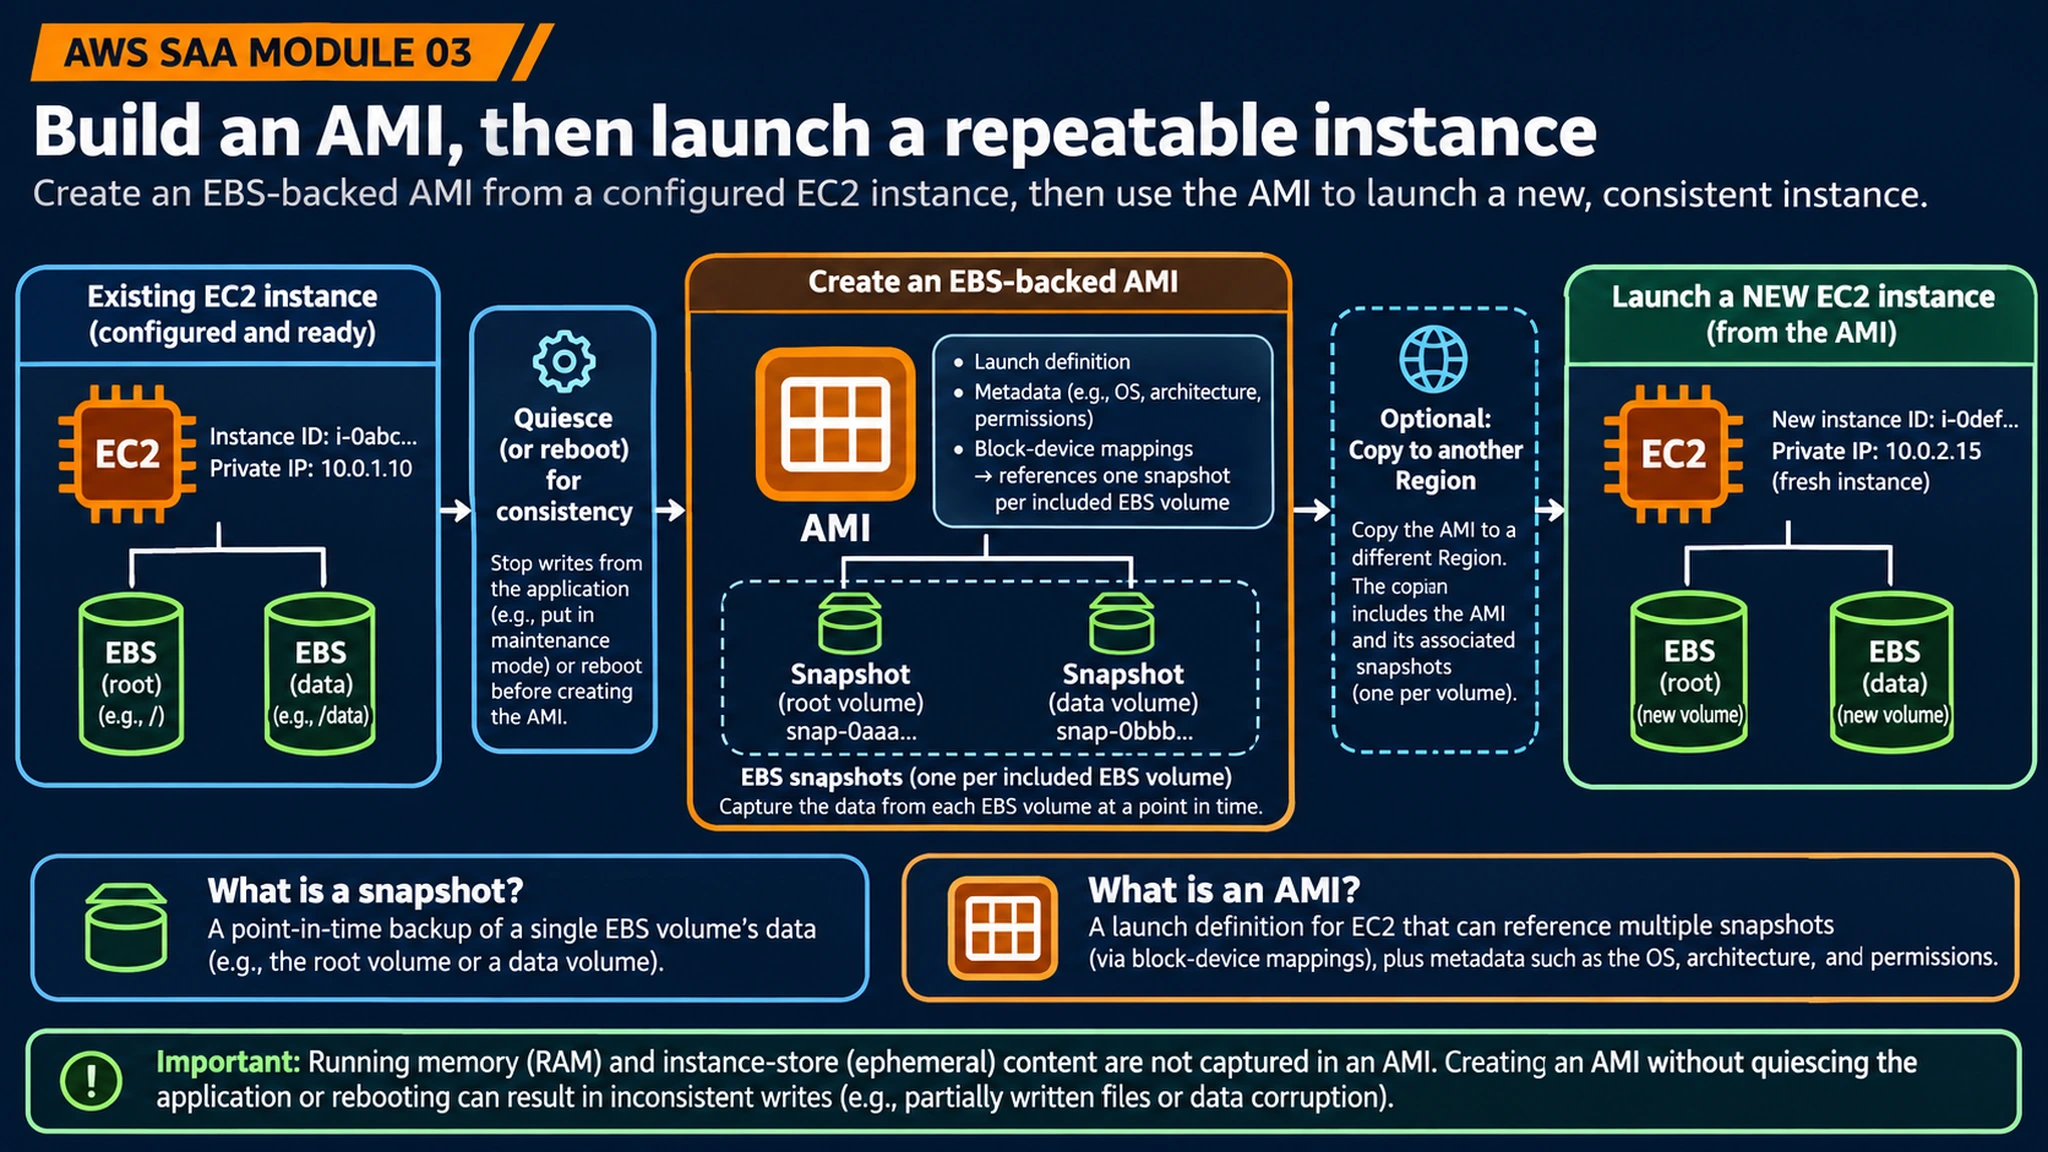 AWS SAA MODULE 03
Build an AMI, then launch a repeatable instance
Create an EBS-backed AMI from a configured EC2 instance, then use the AMI to launch a new, consistent instance.
Existing EC2 instance
(configured and ready)
EC2
Instance ID: i-0abc...
Private IP: 10.0.1.10
EBS
(root)
(e.g., /)
EBS
(data)
(e.g., /data)
Quiesce
(or reboot)
for
consistency
Stop writes from
the application
(e.g., put in
maintenance
mode) or reboot
before creating
the AMI.
Create an EBS-backed AMI
AMI
• Launch definition
• Metadata (e.g., OS, architecture,
permissions)
• Block-device mappings
→ references one snapshot
per included EBS volume
Snapshot
(root volume)
snap-0aaa...
Snapshot
(data volume)
snap-0bbb...
EBS snapshots (one per included EBS volume)
Capture the data from each EBS volume at a point in time.
Optional:
Copy to another
Region
Copy the AMI to a
different Region.
The copian
includes the AMI
and its associated
snapshots
(one per volume).
Launch a NEW EC2 instance
(from the AMI)
EC2
New instance ID: i-0def...
Private IP: 10.0.2.15
(fresh instance)
EBS
(root)
(new volume)
EBS
(data)
(new volume)
What is a snapshot?
A point-in-time backup of a single EBS volume's data
(e.g., the root volume or a data volume).
What is an AMI?
A launch definition for EC2 that can reference multiple snapshots
(via block-device mappings), plus metadata such as the OS, architecture, and permissions.
! Important: Running memory (RAM) and instance-store (ephemeral) content are not captured in an AMI. Creating an AMI without quiescing the
application or rebooting can result in inconsistent writes (e.g., partially written files or data corruption).